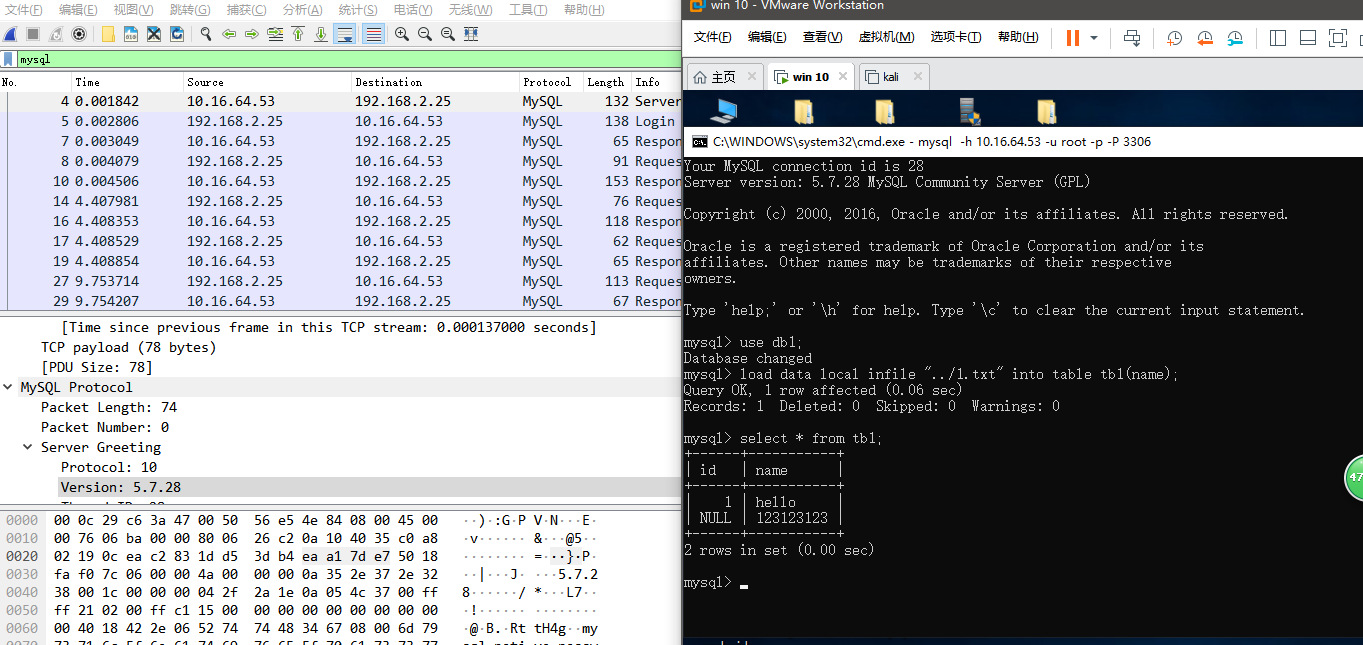 文件(F) 编辑(E) 视图(V) 跳转(G) 捕获(C) 分析(A) 统计(S) 电话(Y) 无线(W) 工具(T) 帮助(H)
mysql
No. Time Source Destination Protocol Length Info
4 0.001842 10.16.64.53 192.168.2.25 MySQL 132 Server
5 0.002806 192.168.2.25 10.16.64.53 MySQL 138 Login
7 0.003049 10.16.64.53 192.168.2.25 MySQL 65 Respon
8 0.004079 192.168.2.25 10.16.64.53 MySQL 91 Reques
10 0.004506 10.16.64.53 192.168.2.25 MySQL 153 Respon
14 4.407981 192.168.2.25 10.16.64.53 MySQL 76 Reques
16 4.408353 10.16.64.53 192.168.2.25 MySQL 118 Respon
17 4.408529 192.168.2.25 10.16.64.53 MySQL 62 Reques
19 4.408854 10.16.64.53 192.168.2.25 MySQL 65 Respon
27 9.753714 192.168.2.25 10.16.64.53 MySQL 113 Reques
29 9.754207 10.16.64.53 192.168.2.25 MySQL 67 Respon
[Time since previous frame in this TCP stream: 0.000137000 seconds]
TCP payload (78 bytes)
[PDU Size: 78]
MySQL Protocol
Packet Length: 74
Packet Number: 0
Server Greeting
Protocol: 10
Version: 5.7.28
0000 00 0c 29 c6 3a 47 00 50 56 e5 4e 84 08 00 45 00 ··)·:G·P V·N···E·
0010 00 76 06 ba 00 00 80 06 26 c2 0a 10 40 35 c0 a8 ·v······ &···@5··
0020 02 19 0c ea c2 83 1d d5 3d b4 ea a1 7d e7 50 18 ········ =···}·P·
0030 fa f0 7c 06 00 00 4a 00 00 00 0a 35 2e 37 2e 32 ··|···J· ···5.7.2
0040 38 00 1c 00 00 00 04 2f 2a 1e 0a 05 4c 37 00 ff 8······/ *···L7··
0050 ff 21 02 00 ff c1 15 00 00 00 00 00 00 00 00 00 ·!······ ········
0060 00 40 18 42 2e 06 52 74 74 48 34 67 08 00 6d 79 ·@·B.·Rt tH4g··my
win 10 - VMware Workstation
文件(F) 编辑(E) 查看(V) 虚拟机(M) 选项卡(T) 帮助(H)
主页 win 10 kali
C:\WINDOWS\system32\cmd.exe - mysql -h 10.16.64.53 -u root -p -P 3306
Your MySQL connection id is 28
Server version: 5.7.28 MySQL Community Server (GPL)
Copyright (c) 2000, 2016, Oracle and/or its affiliates. All rights reserved.
Oracle is a registered trademark of Oracle Corporation and/or its
affiliates. Other names may be trademarks of their respective
owners.
Type 'help;' or '\h' for help. Type '\c' to clear the current input statement.
mysql> use db1;
Database changed
mysql> load data local infile "../1.txt" into table tb1(name);
Query OK, 1 row affected (0.06 sec)
Records: 1 Deleted: 0 Skipped: 0 Warnings: 0
mysql> select * from tb1;
+------+-----------+
| id | name |
+------+-----------+
| 1 | hello |
| NULL | 123123123 |
+------+-----------+
2 rows in set (0.00 sec)
mysql>
47